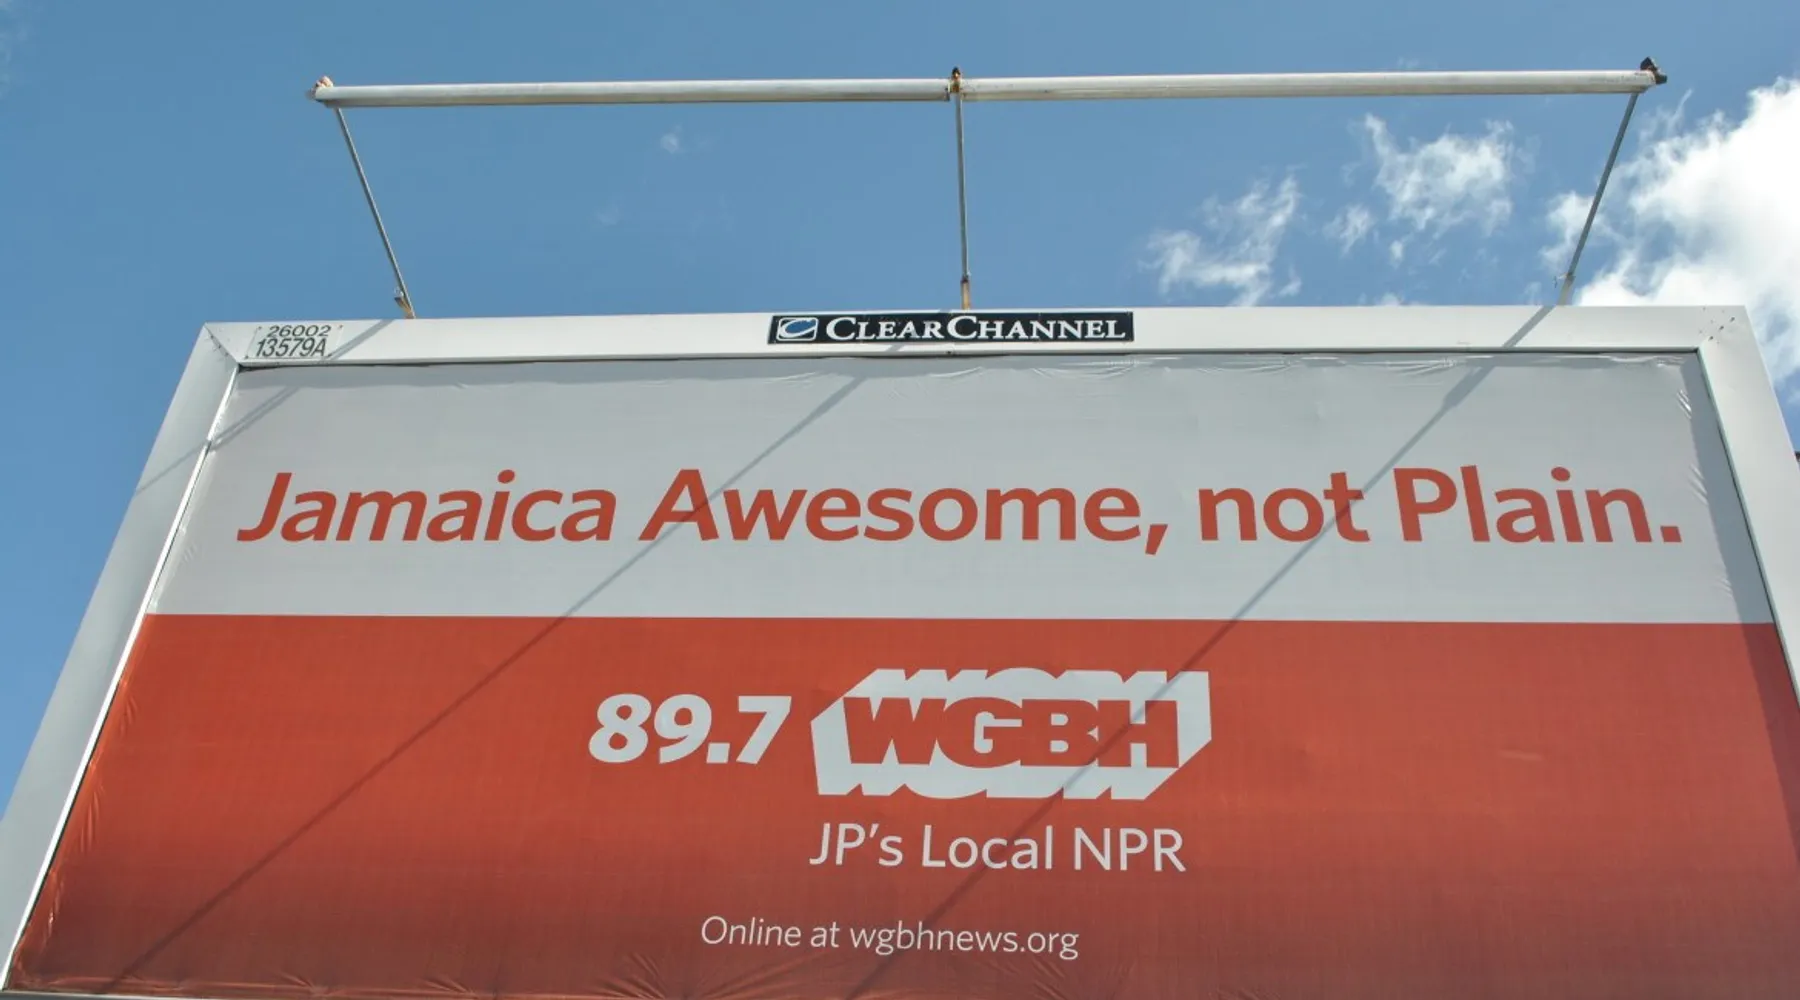 26002
13579A
CLEARCHANNEL
Jamaica Awesome, not Plain.
89.7 WGBH
JP's Local NPR
Online at wgbhnews.org